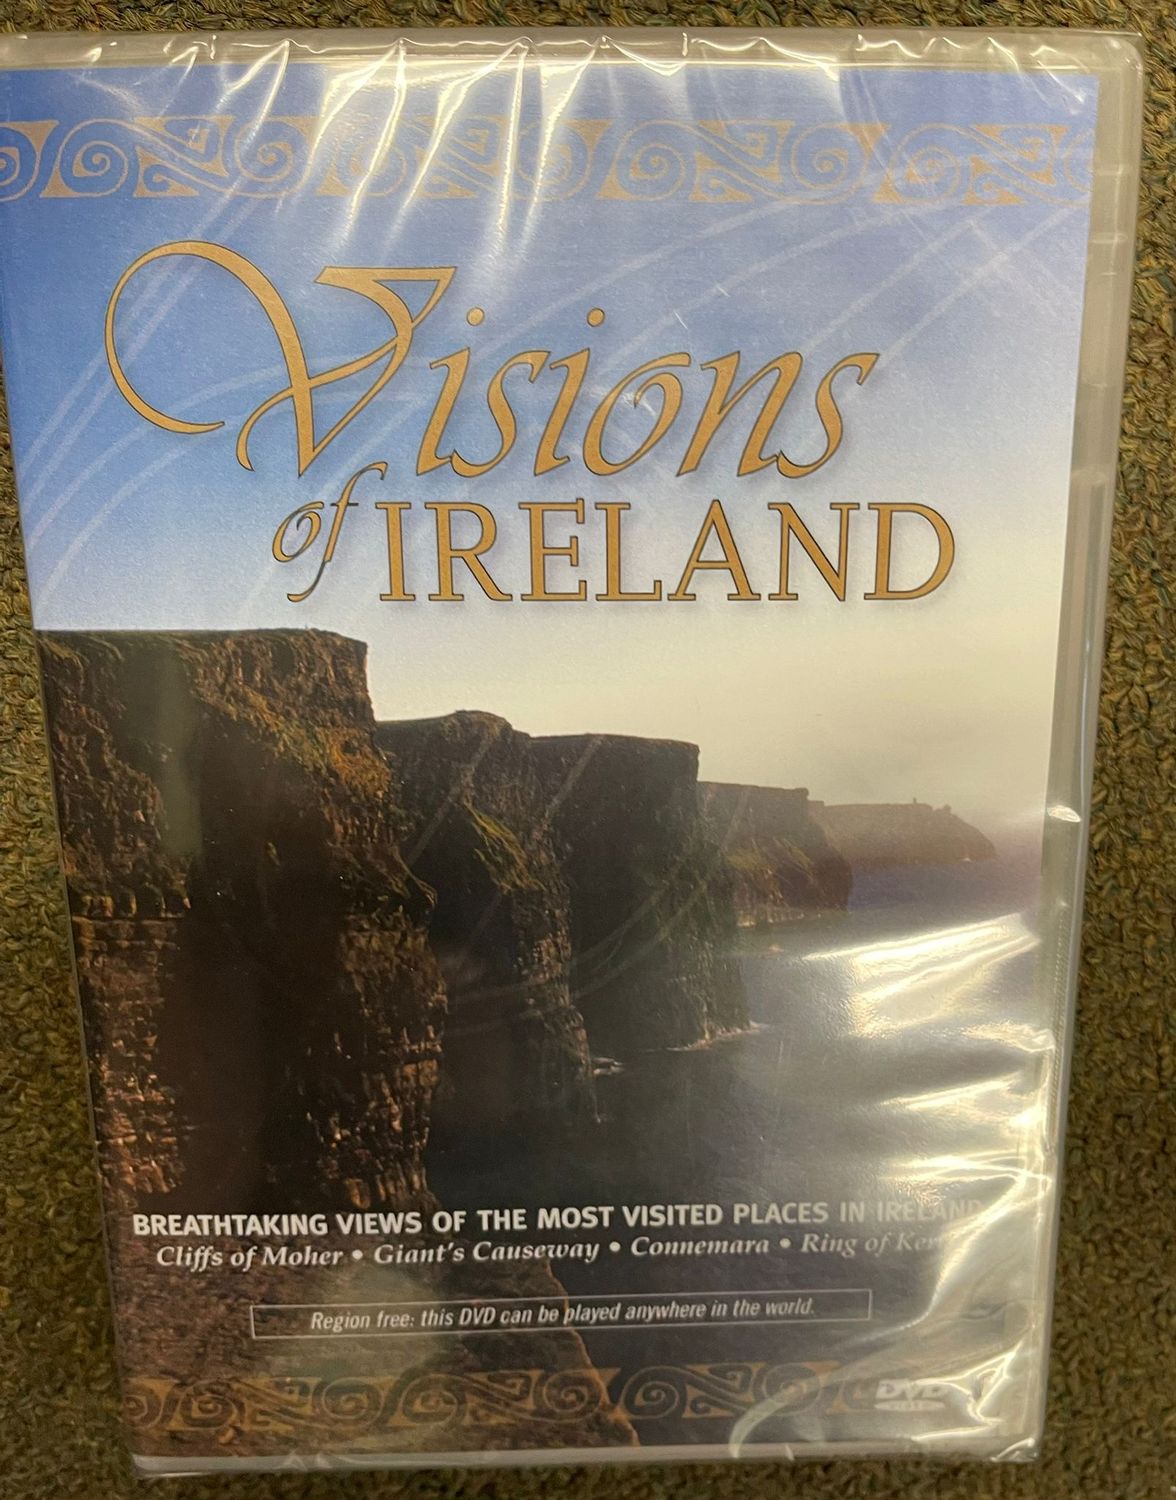 Visions
of IRELAND
BREATHTAKING VIEWS OF THE MOST VISITED PLACES IN IRELAND
Cliffs of Moher • Giant's Causeway • Connemara • Ring of
Region free: this DVD can be played anywhere in the world.
DVD